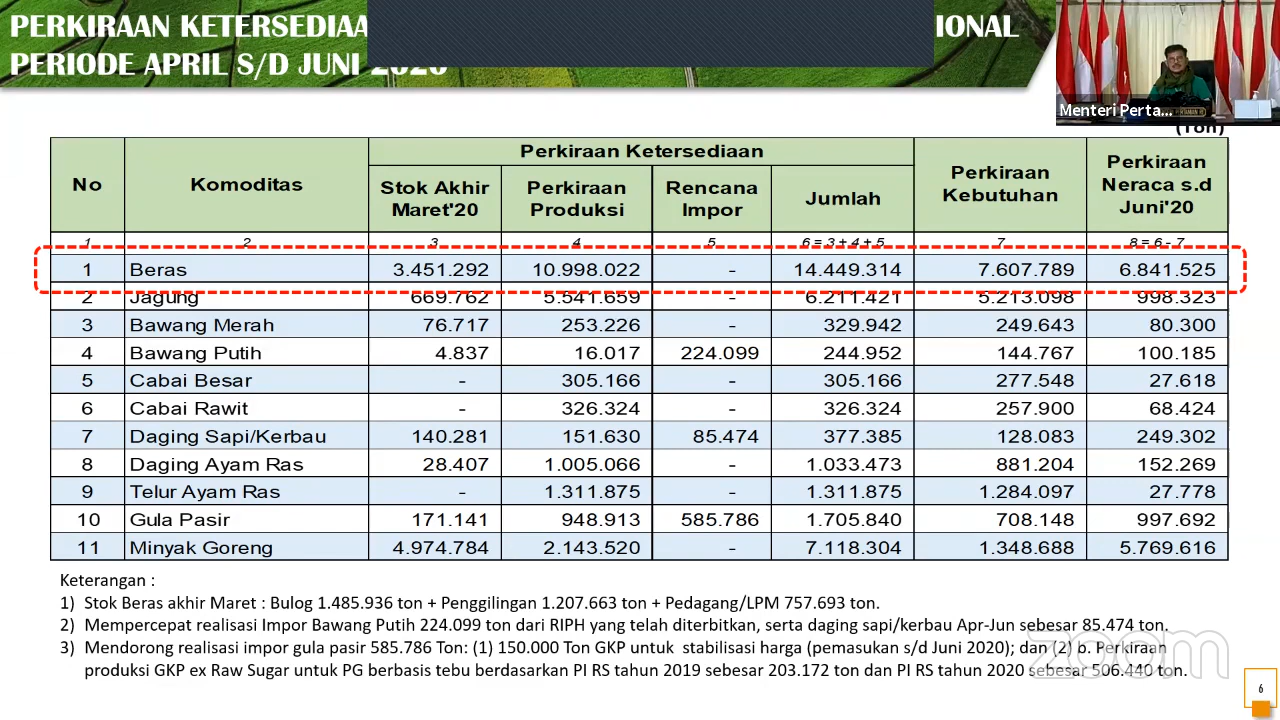 PERKIRAAN KETERSEDIAA IONAL
PERIODE APRIL S/D JUNI 2020
Menteri Perta...
(Ton)
No Komoditas Perkiraan Ketersediaan Perkiraan Kebutuhan Perkiraan Neraca s.d Juni'20
Stok Akhir Maret'20 Perkiraan Produksi Rencana Impor Jumlah
1 2 3 4 5 6 = 3 + 4 + 5 7 8 = 6 - 7
1 Beras 3.451.292 10.998.022 - 14.449.314 7.607.789 6.841.525
2 Jagung 669.762 5.541.659 - 6.211.421 5.213.098 998.323
3 Bawang Merah 76.717 253.226 - 329.942 249.643 80.300
4 Bawang Putih 4.837 16.017 224.099 244.952 144.767 100.185
5 Cabai Besar - 305.166 - 305.166 277.548 27.618
6 Cabai Rawit - 326.324 - 326.324 257.900 68.424
7 Daging Sapi/Kerbau 140.281 151.630 85.474 377.385 128.083 249.302
8 Daging Ayam Ras 28.407 1.005.066 - 1.033.473 881.204 152.269
9 Telur Ayam Ras - 1.311.875 - 1.311.875 1.284.097 27.778
10 Gula Pasir 171.141 948.913 585.786 1.705.840 708.148 997.692
11 Minyak Goreng 4.974.784 2.143.520 - 7.118.304 1.348.688 5.769.616
Keterangan :
1) Stok Beras akhir Maret : Bulog 1.485.936 ton + Penggilingan 1.207.663 ton + Pedagang/LPM 757.693 ton.
2) Mempercepat realisasi Impor Bawang Putih 224.099 ton dari RIPH yang telah diterbitkan, serta daging sapi/kerbau Apr-Jun sebesar 85.474 ton.
3) Mendorong realisasi impor gula pasir 585.786 Ton: (1) 150.000 Ton GKP untuk stabilisasi harga (pemasukan s/d Juni 2020); dan (2) b. Perkiraan
produksi GKP ex Raw Sugar untuk PG berbasis tebu berdasarkan PI RS tahun 2019 sebesar 203.172 ton dan PI RS tahun 2020 sebesar 506.440 ton.
zoom
6